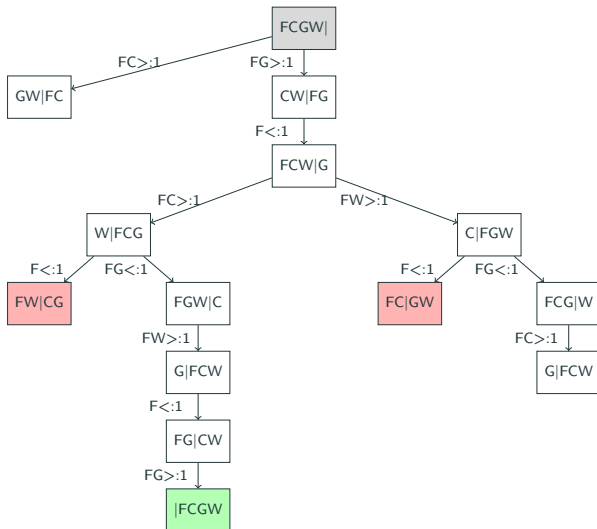 FCGW|
FC>:1
FG>:1
GW|FC
CW|FG
F<:1
FCW|G
FC>:1
FW>:1
W|FCG
C|FGW
F<:1
FG<:1
F<:1
FG<:1
FW|CG
FGW|C
FC|GW
FCG|W
FW>:1
FC>:1
G|FCW
G|FCW
F<:1
FG|CW
FG>:1
|FCGW